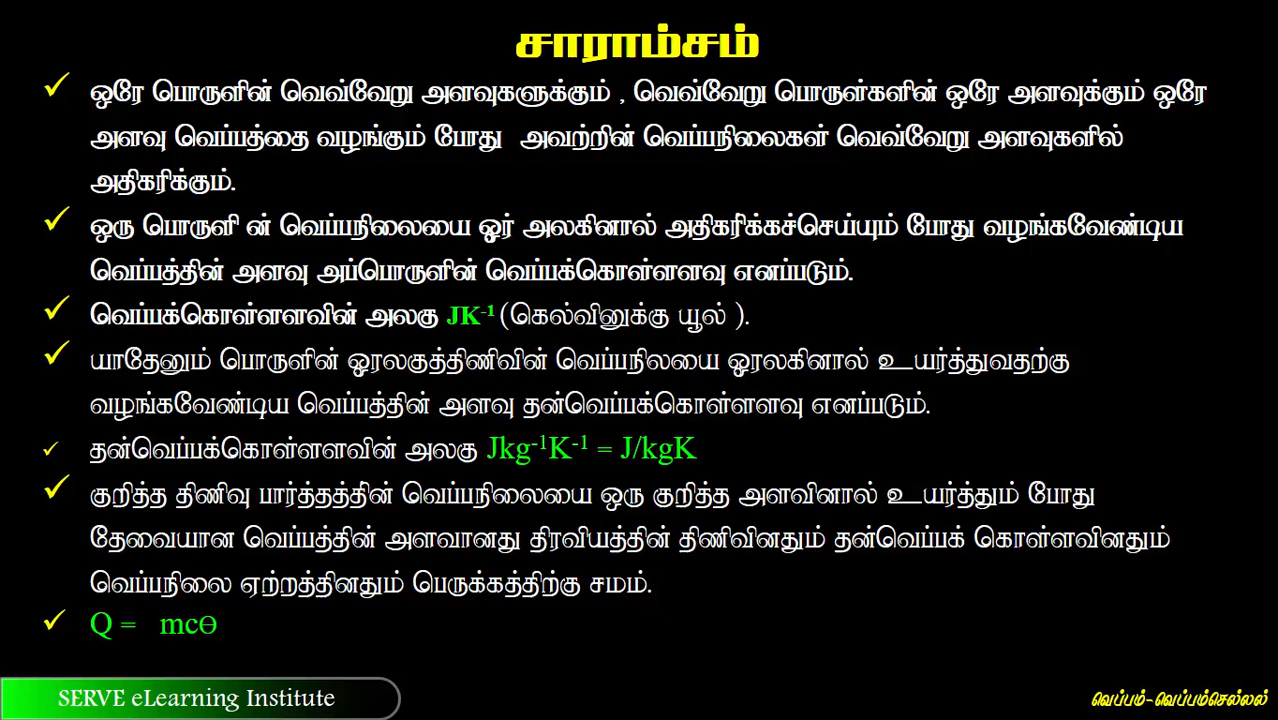 சாராம்சம்
✓ ஒரே பொருளின் வெவ்வேறு அளவுகளுக்கும் , வெவ்வேறு பொருள்களின் ஒரே அளவுக்கும் ஒரே
அளவு வெப்பத்தை வழங்கும் போது அவற்றின் வெப்பநிலைகள் வெவ்வேறு அளவுகளில்
அதிகரிக்கும்.
✓ ஒரு பொருளி ன் வெப்பநிலையை ஓர் அலகினால் அதிகரிக்கச்செய்யும் போது வழங்கவேண்டிய
வெப்பத்தின் அளவு அப்பொருளின் வெப்பக்கொள்ளளவு எனப்படும்.
✓ வெப்பக்கொள்ளளவின் அலகு JK⁻¹ (கெல்வினுக்கு யூல் ).
✓ யாதேனும் பொருளின் ஓரலகுத்திணிவின் வெப்பநிலயை ஓரலகினால் உயர்த்துவதற்கு
வழங்கவேண்டிய வெப்பத்தின் அளவு தன்வெப்பக்கொள்ளளவு எனப்படும்.
✓ தன்வெப்பக்கொள்ளளவின் அலகு Jkg⁻¹K⁻¹ = J/kgK
✓ குறித்த திணிவு பார்த்தத்தின் வெப்பநிலையை ஒரு குறித்த அளவினால் உயர்த்தும் போது
தேவையான வெப்பத்தின் அளவானது திரவியத்தின் திணிவினதும் தன்வெப்பக் கொள்ளவினதும்
வெப்பநிலை ஏற்றத்தினதும் பெருக்கத்திற்கு சமம்.
✓ Q = mcΘ
SERVE eLearning Institute
வெப்பம்-வெப்பம்செல்லல்